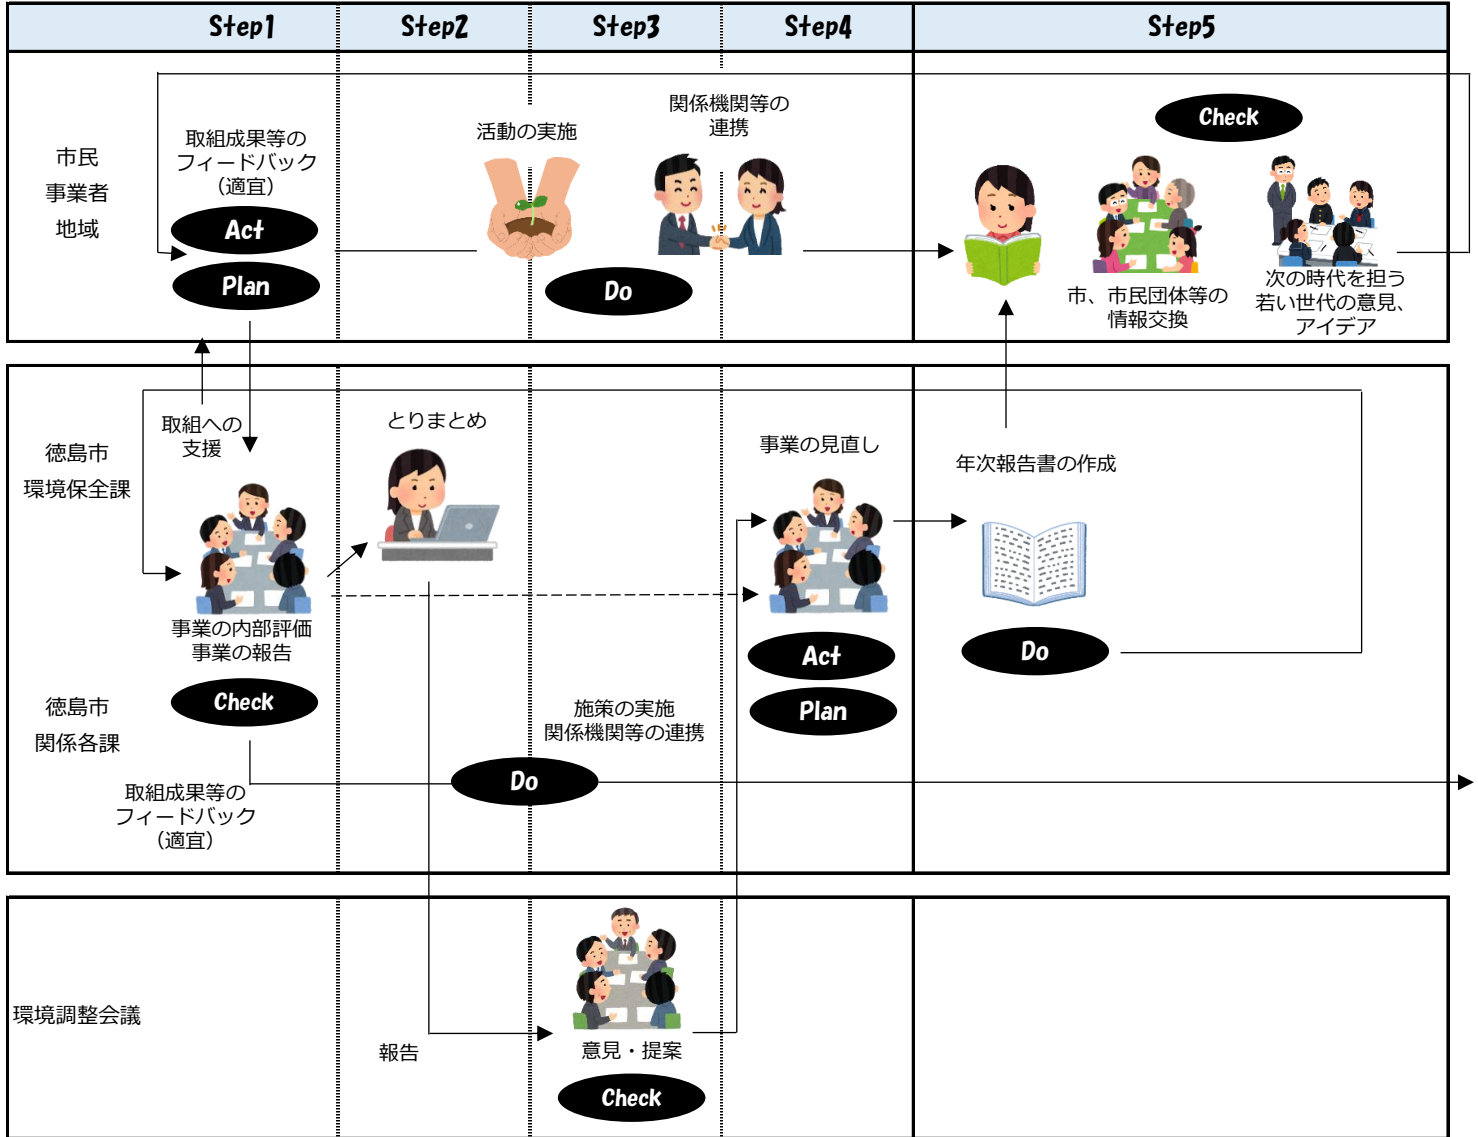 Step1
Step2
Step3
Step4
Step5
市民
事業者
地域
取組成果等の
フィードバック
（適宜）
Act
Plan
活動の実施
関係機関等の
連携
Do
Check
市、市民団体等の
情報交換
次の時代を担う
若い世代の意見、
アイデア
徳島市
環境保全課
取組への
支援
とりまとめ
事業の見直し
年次報告書の作成
事業の内部評価
事業の報告
Check
Act
Plan
Do
徳島市
関係各課
施策の実施
関係機関等の連携
Do
取組成果等の
フィードバック
（適宜）
環境調整会議
報告
意見・提案
Check